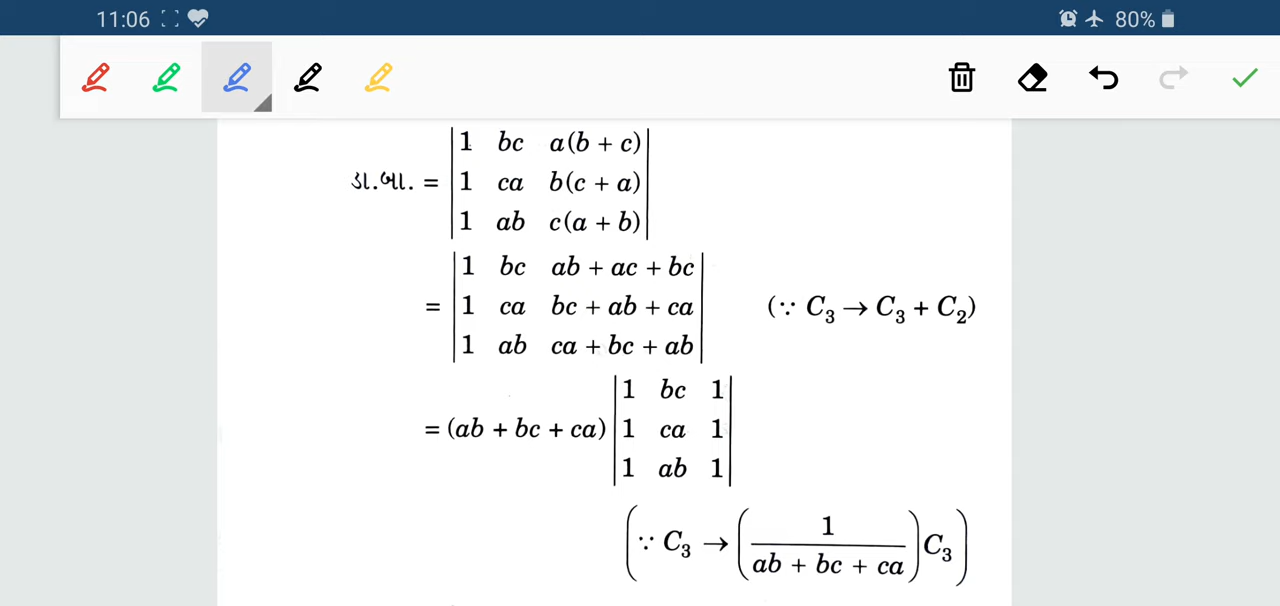 11:06 80%
1 bc a(b + c)
ડા.બા. = 1 ca b(c + a)
1 ab c(a + b)
1 bc ab + ac + bc
= 1 ca bc + ab + ca (∵ C₃ → C₃ + C₂)
1 ab ca + bc + ab
1 bc 1
= (ab + bc + ca) 1 ca 1
1 ab 1
(∵ C₃ → (1 / (ab + bc + ca)) C₃)